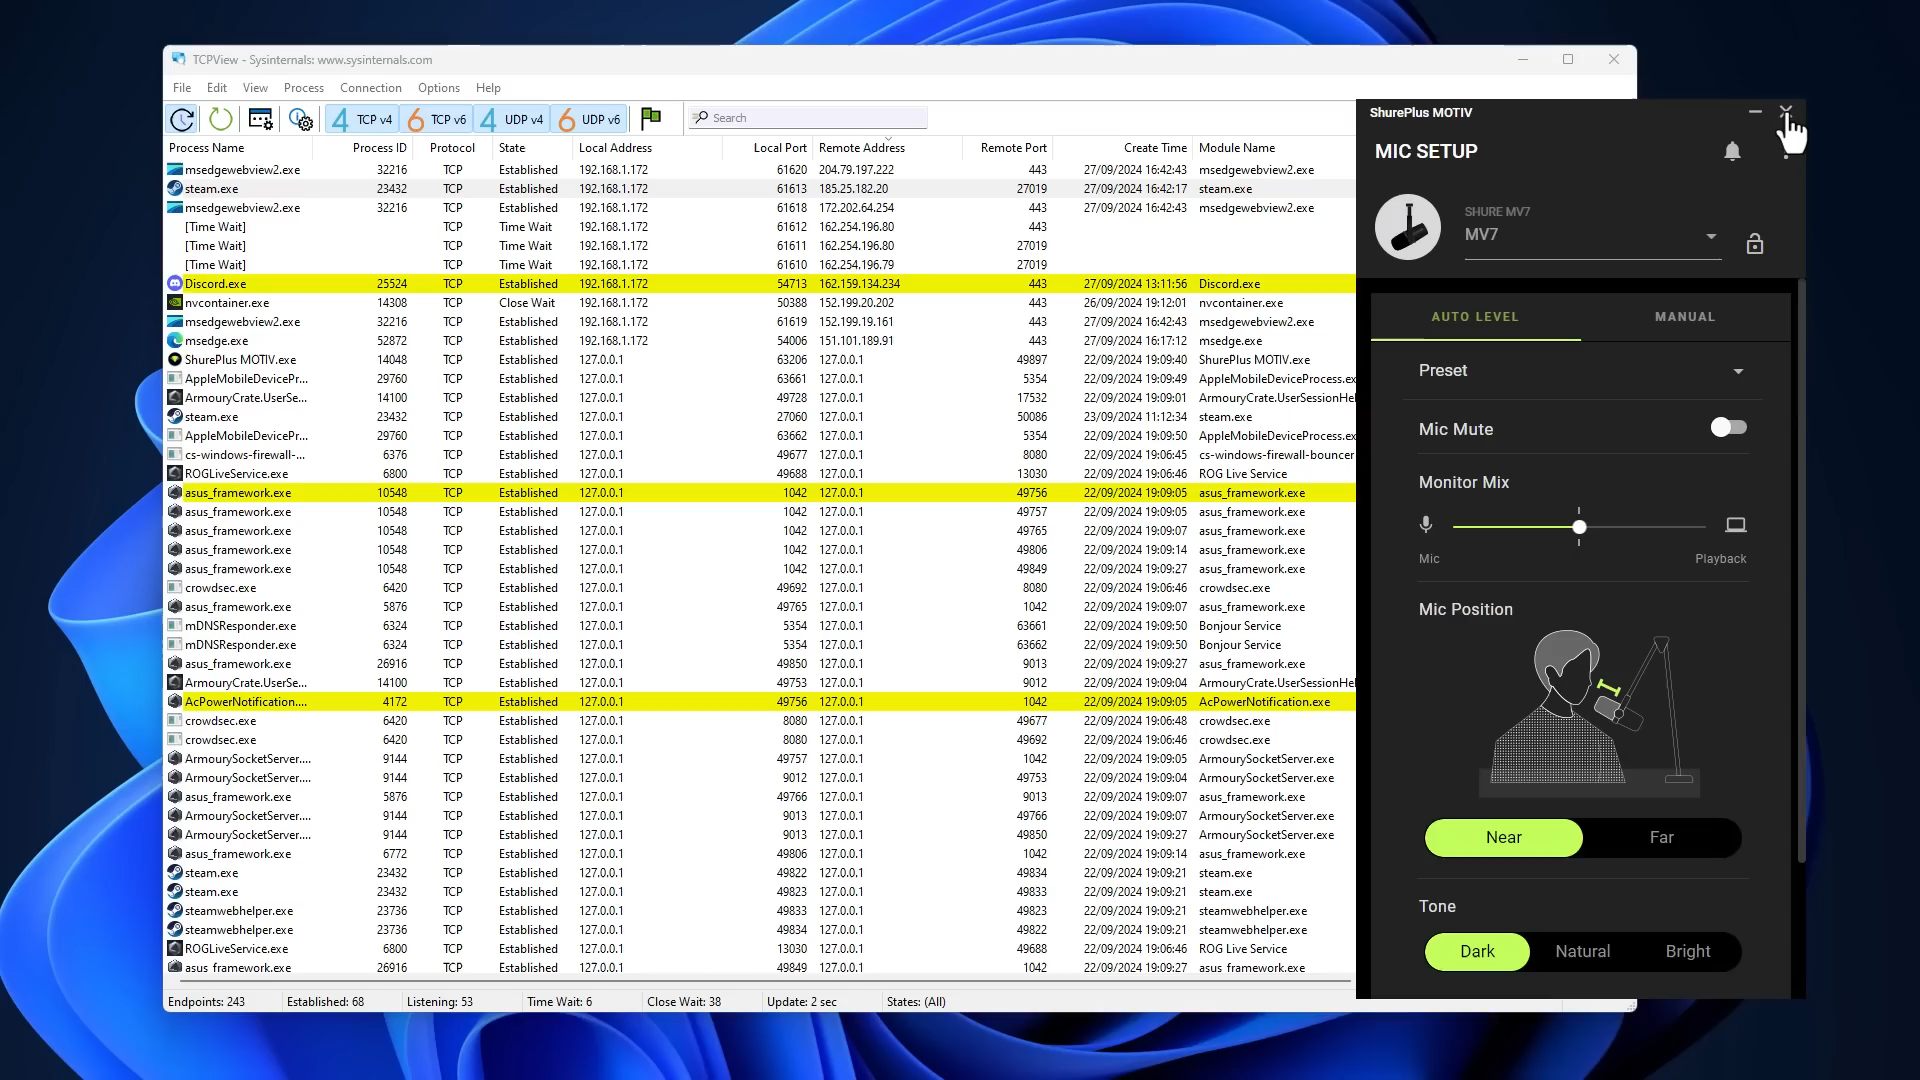 TCPView - Sysinternals: www.sysinternals.com
File Edit View Process Connection Options Help
4 TCP v4 6 TCP v6 4 UDP v4 6 UDP v6 Search
Process Name Process ID Protocol State Local Address Local Port Remote Address Remote Port Create Time Module Name
msedgewebview2.exe 32216 TCP Established 192.168.1.172 61620 204.79.197.222 443 27/09/2024 16:42:43 msedgewebview2.exe
steam.exe 23432 TCP Established 192.168.1.172 61613 185.25.182.20 27019 27/09/2024 16:42:17 steam.exe
msedgewebview2.exe 32216 TCP Established 192.168.1.172 61618 172.202.64.254 443 27/09/2024 16:42:43 msedgewebview2.exe
[Time Wait] TCP Time Wait 192.168.1.172 61612 162.254.196.80 443
[Time Wait] TCP Time Wait 192.168.1.172 61611 162.254.196.80 27019
[Time Wait] TCP Time Wait 192.168.1.172 61610 162.254.196.79 27019
Discord.exe 25524 TCP Established 192.168.1.172 54713 162.159.134.234 443 27/09/2024 13:11:56 Discord.exe
nvcontainer.exe 14308 TCP Close Wait 192.168.1.172 50388 152.199.20.202 443 26/09/2024 19:12:01 nvcontainer.exe
msedgewebview2.exe 32216 TCP Established 192.168.1.172 61619 152.199.19.161 443 27/09/2024 16:42:43 msedgewebview2.exe
msedge.exe 52872 TCP Established 192.168.1.172 54006 151.101.189.91 443 27/09/2024 16:17:12 msedge.exe
ShurePlus MOTIV.exe 14048 TCP Established 127.0.0.1 63206 127.0.0.1 49897 22/09/2024 19:09:40 ShurePlus MOTIV.exe
AppleMobileDevicePr... 29760 TCP Established 127.0.0.1 63661 127.0.0.1 5354 22/09/2024 19:09:49 AppleMobileDeviceProcess.ex
ArmouryCrate.UserSe... 14100 TCP Established 127.0.0.1 49728 127.0.0.1 17532 22/09/2024 19:09:01 ArmouryCrate.UserSessionHel
steam.exe 23432 TCP Established 127.0.0.1 27060 127.0.0.1 50086 23/09/2024 11:12:34 steam.exe
AppleMobileDevicePr... 29760 TCP Established 127.0.0.1 63662 127.0.0.1 5354 22/09/2024 19:09:50 AppleMobileDeviceProcess.ex
cs-windows-firewall-... 6376 TCP Established 127.0.0.1 49677 127.0.0.1 8080 22/09/2024 19:06:45 cs-windows-firewall-bouncer
ROGLiveService.exe 6800 TCP Established 127.0.0.1 49688 127.0.0.1 13030 22/09/2024 19:06:46 ROG Live Service
asus_framework.exe 10548 TCP Established 127.0.0.1 1042 127.0.0.1 49756 22/09/2024 19:09:05 asus_framework.exe
asus_framework.exe 10548 TCP Established 127.0.0.1 1042 127.0.0.1 49757 22/09/2024 19:09:05 asus_framework.exe
asus_framework.exe 10548 TCP Established 127.0.0.1 1042 127.0.0.1 49765 22/09/2024 19:09:07 asus_framework.exe
asus_framework.exe 10548 TCP Established 127.0.0.1 1042 127.0.0.1 49806 22/09/2024 19:09:14 asus_framework.exe
asus_framework.exe 10548 TCP Established 127.0.0.1 1042 127.0.0.1 49849 22/09/2024 19:09:27 asus_framework.exe
crowdsec.exe 6420 TCP Established 127.0.0.1 49692 127.0.0.1 8080 22/09/2024 19:06:46 crowdsec.exe
asus_framework.exe 5876 TCP Established 127.0.0.1 49765 127.0.0.1 1042 22/09/2024 19:09:07 asus_framework.exe
mDNSResponder.exe 6324 TCP Established 127.0.0.1 5354 127.0.0.1 63661 22/09/2024 19:09:50 Bonjour Service
mDNSResponder.exe 6324 TCP Established 127.0.0.1 5354 127.0.0.1 63662 22/09/2024 19:09:50 Bonjour Service
asus_framework.exe 26916 TCP Established 127.0.0.1 49850 127.0.0.1 9013 22/09/2024 19:09:27 asus_framework.exe
ArmouryCrate.UserSe... 14100 TCP Established 127.0.0.1 49753 127.0.0.1 9012 22/09/2024 19:09:04 ArmouryCrate.UserSessionHel
AcPowerNotification.... 4172 TCP Established 127.0.0.1 49756 127.0.0.1 1042 22/09/2024 19:09:05 AcPowerNotification.exe
crowdsec.exe 6420 TCP Established 127.0.0.1 8080 127.0.0.1 49677 22/09/2024 19:06:48 crowdsec.exe
crowdsec.exe 6420 TCP Established 127.0.0.1 8080 127.0.0.1 49692 22/09/2024 19:06:46 crowdsec.exe
ArmourySocketServer.... 9144 TCP Established 127.0.0.1 49757 127.0.0.1 1042 22/09/2024 19:09:05 ArmourySocketServer.exe
ArmourySocketServer.... 9144 TCP Established 127.0.0.1 9012 127.0.0.1 49753 22/09/2024 19:09:04 ArmourySocketServer.exe
asus_framework.exe 5876 TCP Established 127.0.0.1 49766 127.0.0.1 9013 22/09/2024 19:09:07 asus_framework.exe
ArmourySocketServer.... 9144 TCP Established 127.0.0.1 9013 127.0.0.1 49766 22/09/2024 19:09:07 ArmourySocketServer.exe
ArmourySocketServer.... 9144 TCP Established 127.0.0.1 9013 127.0.0.1 49850 22/09/2024 19:09:27 ArmourySocketServer.exe
asus_framework.exe 6772 TCP Established 127.0.0.1 49806 127.0.0.1 1042 22/09/2024 19:09:14 asus_framework.exe
steam.exe 23432 TCP Established 127.0.0.1 49822 127.0.0.1 49834 22/09/2024 19:09:21 steam.exe
steam.exe 23432 TCP Established 127.0.0.1 49823 127.0.0.1 49833 22/09/2024 19:09:21 steam.exe
steamwebhelper.exe 23736 TCP Established 127.0.0.1 49833 127.0.0.1 49823 22/09/2024 19:09:21 steamwebhelper.exe
steamwebhelper.exe 23736 TCP Established 127.0.0.1 49834 127.0.0.1 49822 22/09/2024 19:09:21 steamwebhelper.exe
ROGLiveService.exe 6800 TCP Established 127.0.0.1 13030 127.0.0.1 49688 22/09/2024 19:06:46 ROG Live Service
asus_framework.exe 26916 TCP Established 127.0.0.1 49849 127.0.0.1 1042 22/09/2024 19:09:27 asus_framework.exe
Endpoints: 243 Established: 68 Listening: 53 Time Wait: 6 Close Wait: 38 Update: 2 sec States: (All)
ShurePlus MOTIV
MIC SETUP
SHURE MV7
MV7
AUTO LEVEL MANUAL
Preset
Mic Mute
Monitor Mix
Mic Playback
Mic Position
Near Far
Tone
Dark Natural Bright